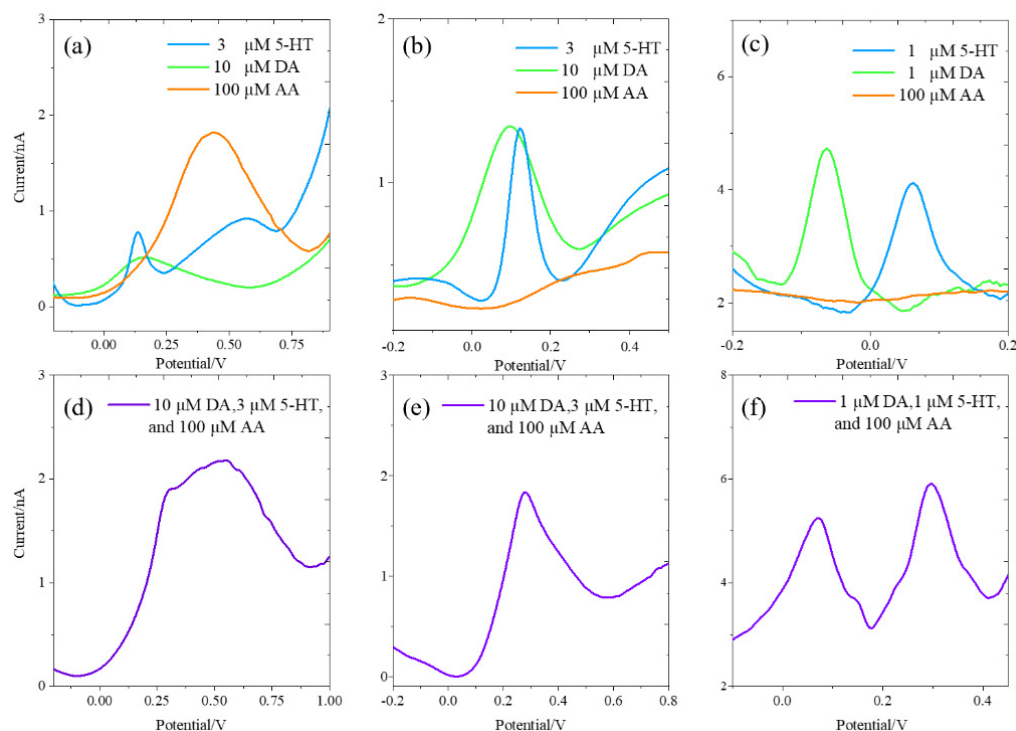 (a)
3 μM 5-HT
10 μM DA
100 μM AA
Current/nA
3
2
1
0
0.00 0.25 0.50 0.75
Potential/V
(b)
3 μM 5-HT
10 μM DA
100 μM AA
2
1
-0.2 0.0 0.2 0.4
Potential/V
(c)
1 μM 5-HT
1 μM DA
100 μM AA
6
4
2
-0.2 0.0 0.2
Potential/V
(d)
10 μM DA,3 μM 5-HT,
and 100 μM AA
Current/nA
3
2
1
0
0.00 0.25 0.50 0.75 1.00
Potential/V
(e)
10 μM DA,3 μM 5-HT,
and 100 μM AA
3
2
1
0
-0.2 0.0 0.2 0.4 0.6 0.8
Potential/V
(f)
1 μM DA,1 μM 5-HT,
and 100 μM AA
8
6
4
2
0.0 0.2 0.4
Potential/V